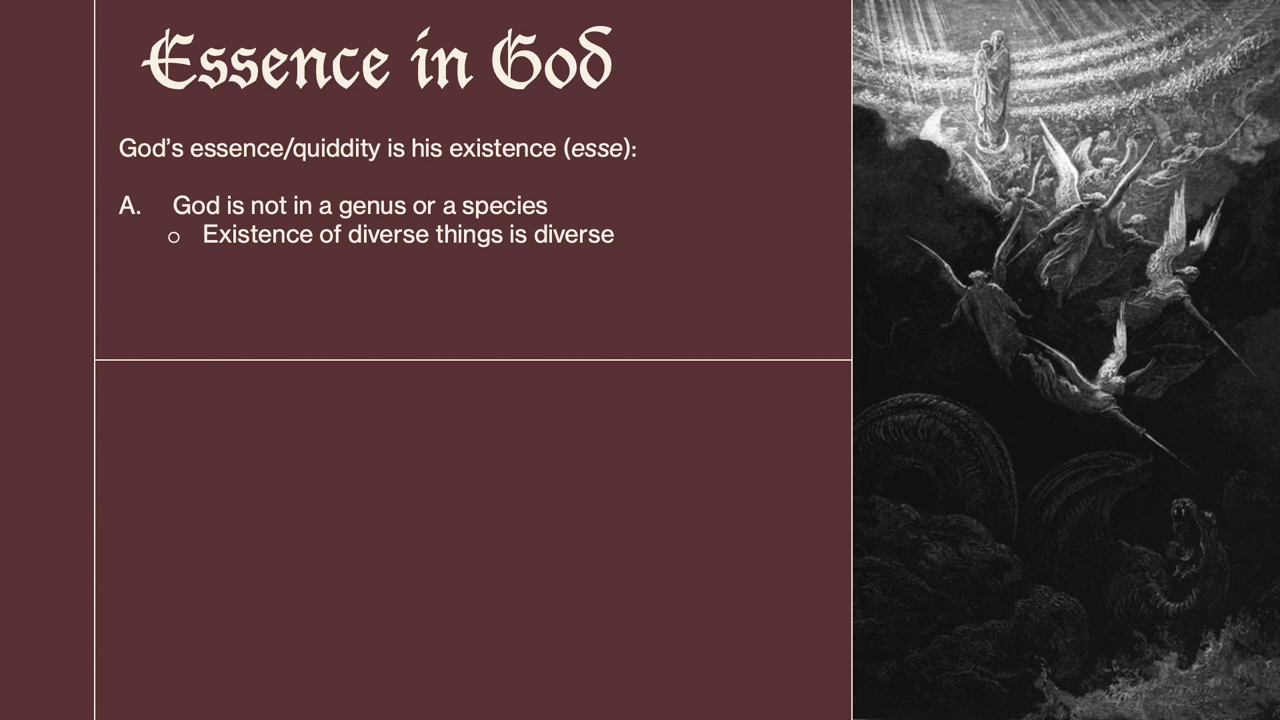 Essence in God
God’s essence/quiddity is his existence (esse):
A. God is not in a genus or a species
○ Existence of diverse things is diverse